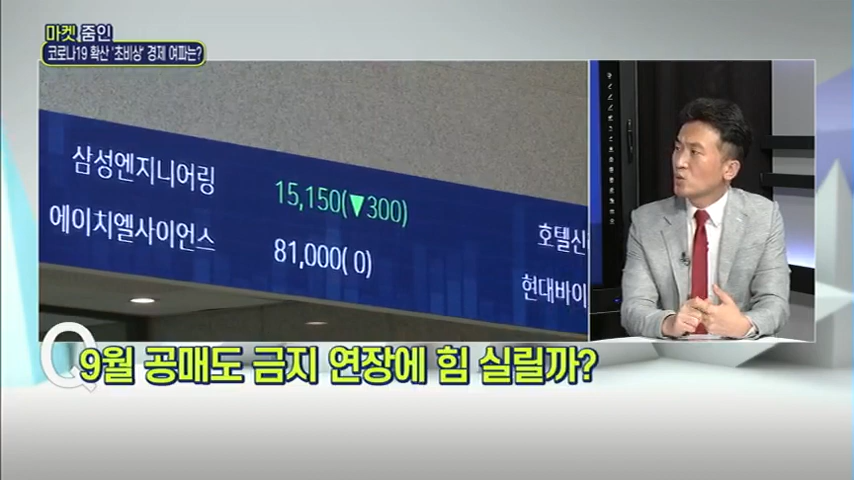 마켓 줌인
코로나19 확산 '초비상' 경제 여파는?
삼성엔지니어링 15,150(▼300)
에이치엘사이언스 81,000( 0)
호텔신
현대바이
Q 9월 공매도 금지 연장에 힘 실릴까?